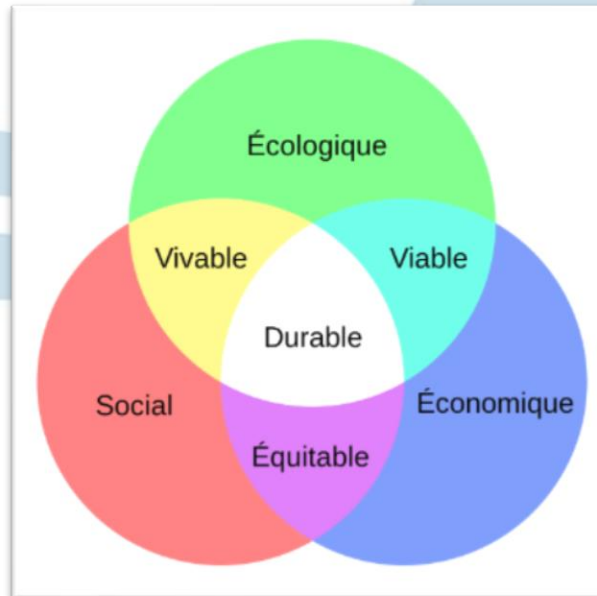 Écologique
Vivable
Viable
Durable
Social
Économique
Équitable